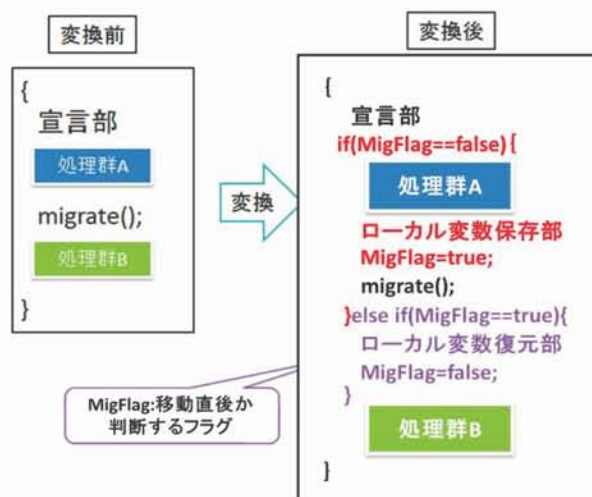 変換前
{
宣言部
処理群A
migrate();
処理群B
}
変換
変換後
{
宣言部
if(MigFlag==false){
処理群A
ローカル変数保存部
MigFlag=true;
migrate();
}else if(MigFlag==true){
ローカル変数復元部
MigFlag=false;
}
処理群B
}
MigFlag:移動直後か
判断するフラグ